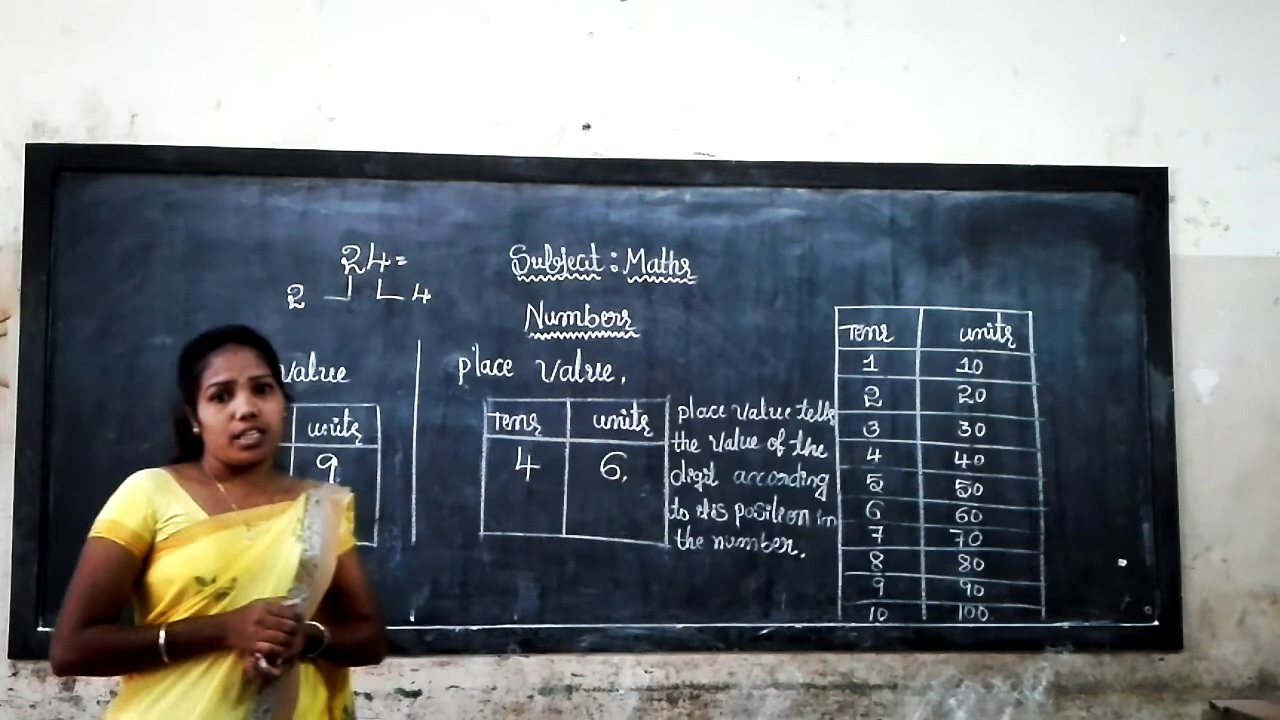 24=
2 4
Subject : Maths
Numbers
value
units
9
place value.
Tens units
4 6.
place value tells
the value of the
digit according
to its position in
the number.
Tens units
1 10
2 20
3 30
4 40
5 50
6 60
7 70
8 80
9 90
10 100